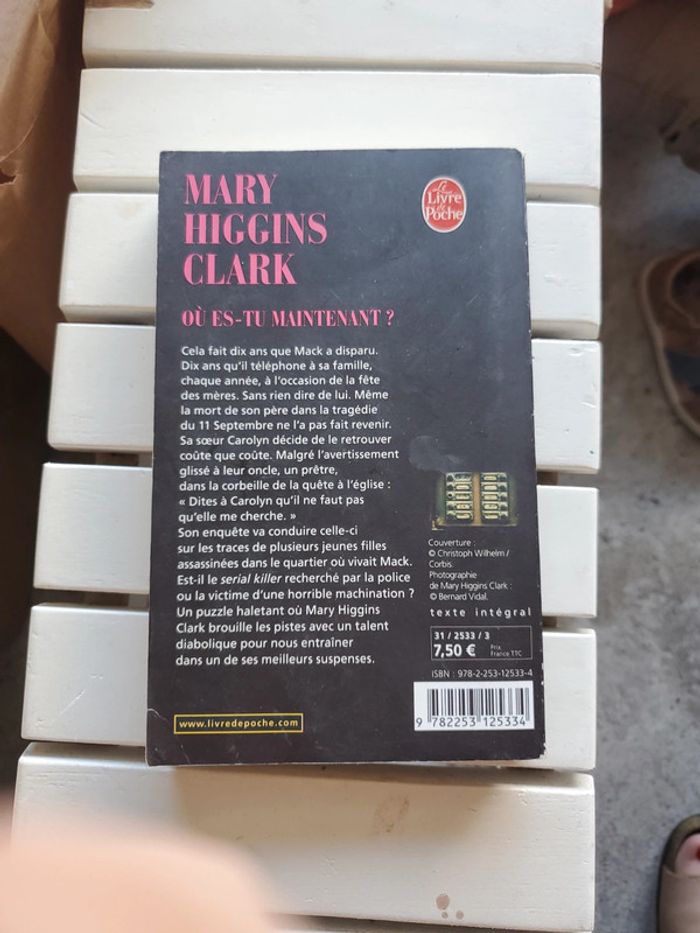 MARY
HIGGINS
CLARK
Le
Livre
de
Poche
OÙ ES-TU MAINTENANT ?
Cela fait dix ans que Mack a disparu.
Dix ans qu'il téléphone à sa famille,
chaque année, à l'occasion de la fête
des mères. Sans rien dire de lui. Même
la mort de son père dans la tragédie
du 11 Septembre ne l'a pas fait revenir.
Sa sœur Carolyn décide de le retrouver
coûte que coûte. Malgré l'avertissement
glissé à leur oncle, un prêtre,
dans la corbeille de la quête à l'église :
« Dites à Carolyn qu'il ne faut pas
qu'elle me cherche. »
Son enquête va conduire celle-ci
sur les traces de plusieurs jeunes filles
assassinées dans le quartier où vivait Mack.
Est-il le serial killer recherché par la police
ou la victime d'une horrible machination ?
Un puzzle haletant où Mary Higgins
Clark brouille les pistes avec un talent
diabolique pour nous entraîner
dans un de ses meilleurs suspenses.
Couverture :
© Christoph Wilhelm /
Corbis.
Photographie
de Mary Higgins Clark :
© Bernard Vidal.
texte intégral
31 / 2533 / 3
7,50 € Prix
France TTC
ISBN : 978-2-253-12533-4
9 782253 125334
www.livredepoche.com